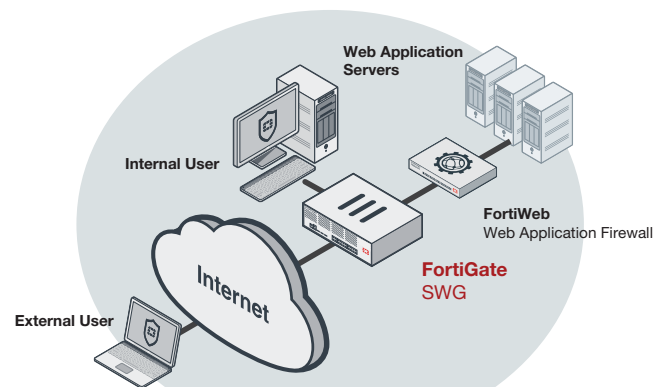 Web Application
Servers
Internal User
FortiWeb
Web Application Firewall
FortiGate
SWG
Internet
External User